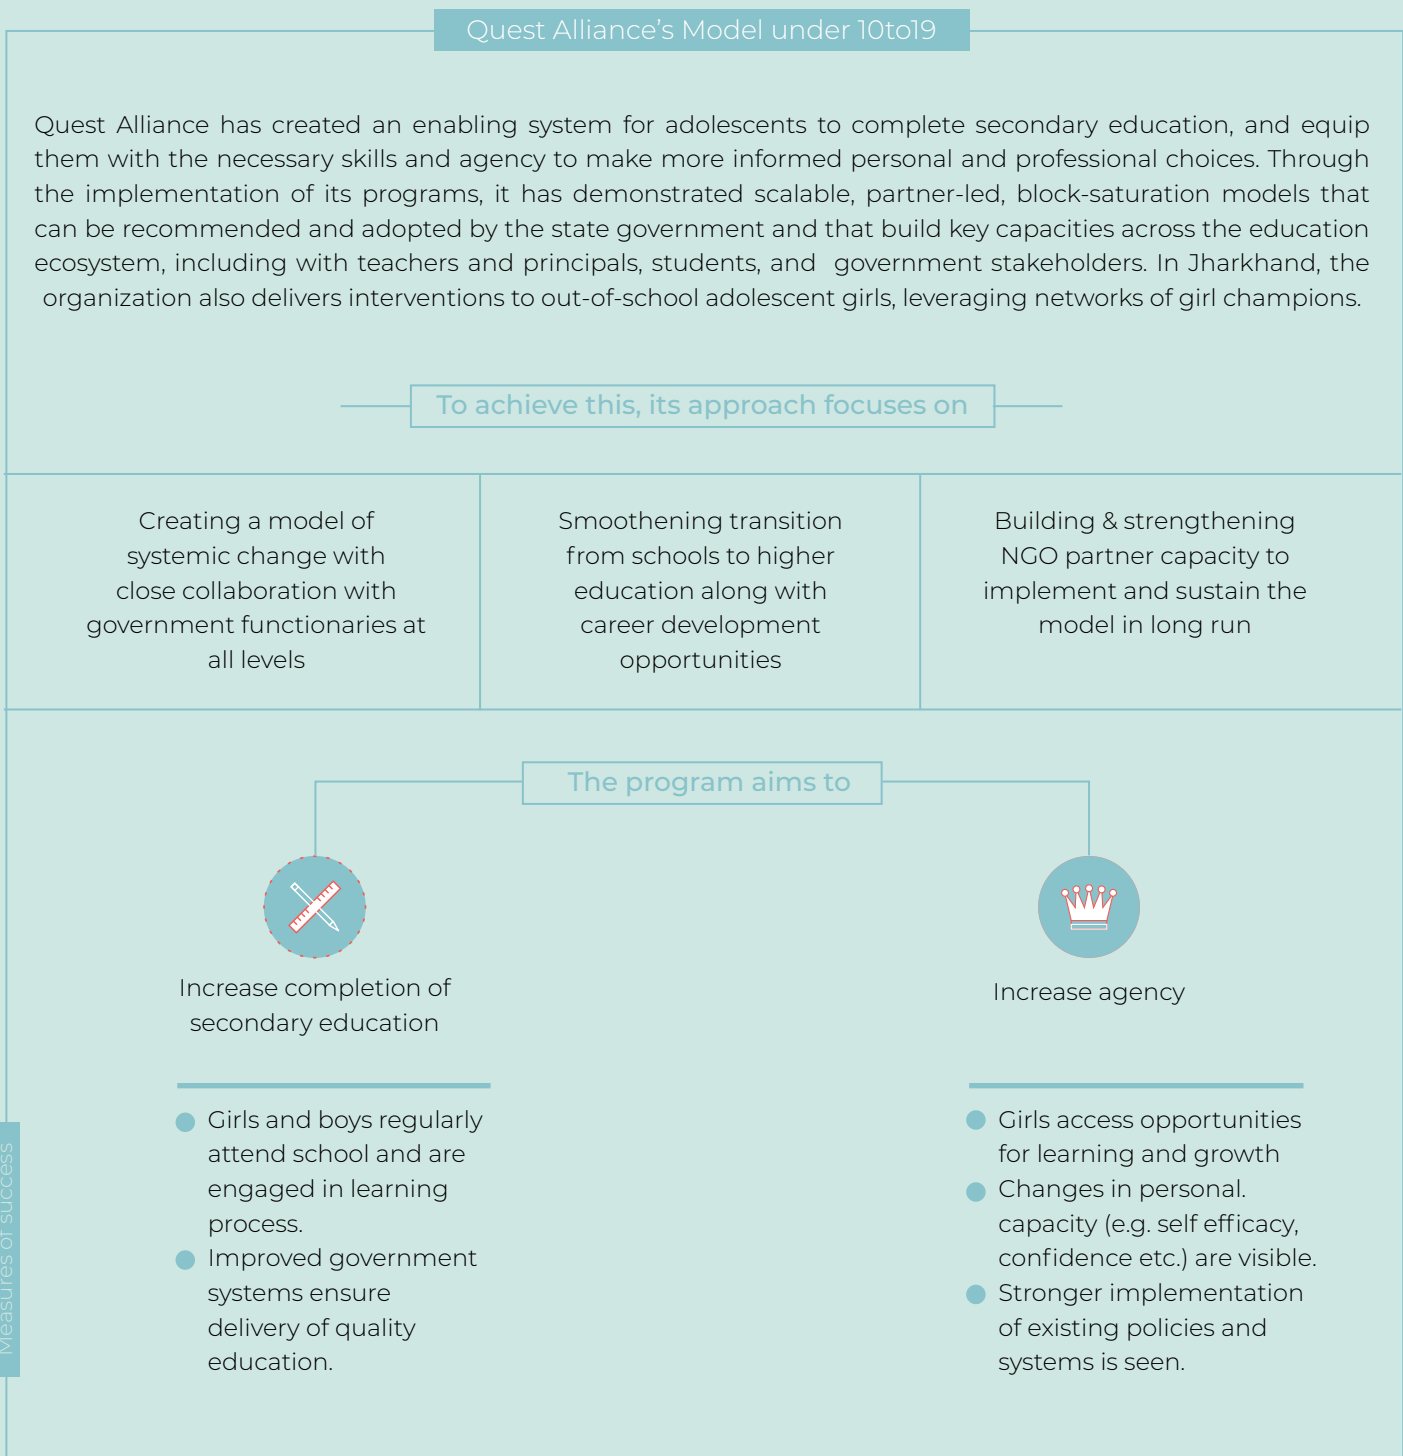 Quest Alliance's Model under 10to19
Quest Alliance has created an enabling system for adolescents to complete secondary education, and equip
them with the necessary skills and agency to make more informed personal and professional choices. Through
the implementation of its programs, it has demonstrated scalable, partner-led, block-saturation models that
can be recommended and adopted by the state government and that build key capacities across the education
ecosystem, including with teachers and principals, students, and government stakeholders. In Jharkhand, the
organization also delivers interventions to out-of-school adolescent girls, leveraging networks of girl champions.
To achieve this, its approach focuses on
Creating a model of
systemic change with
close collaboration with
government functionaries at
all levels
Smoothening transition
from schools to higher
education along with
career development
opportunities
Building & strengthening
NGO partner capacity to
implement and sustain the
model in long run
The program aims to
Increase completion of
secondary education
Increase agency
Measures of success
Girls and boys regularly
attend school and are
engaged in learning
process.
Improved government
systems ensure
delivery of quality
education.
Girls access opportunities
for learning and growth
Changes in personal.
capacity (e.g. self efficacy,
confidence etc.) are visible.
Stronger implementation
of existing policies and
systems is seen.